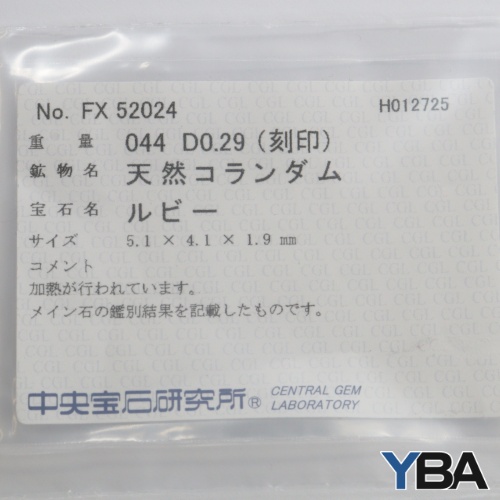 No. FX 52024 H012725
重 量 044 D0.29 (刻印)
鉱物名 天然コランダム
宝石名 ルビー
サイズ 5.1 × 4.1 × 1.9 mm
コメント
加熱が行われています。
メイン石の鑑別結果を記載したものです。
中央宝石研究所® CENTRAL GEM
LABORATORY
YBA